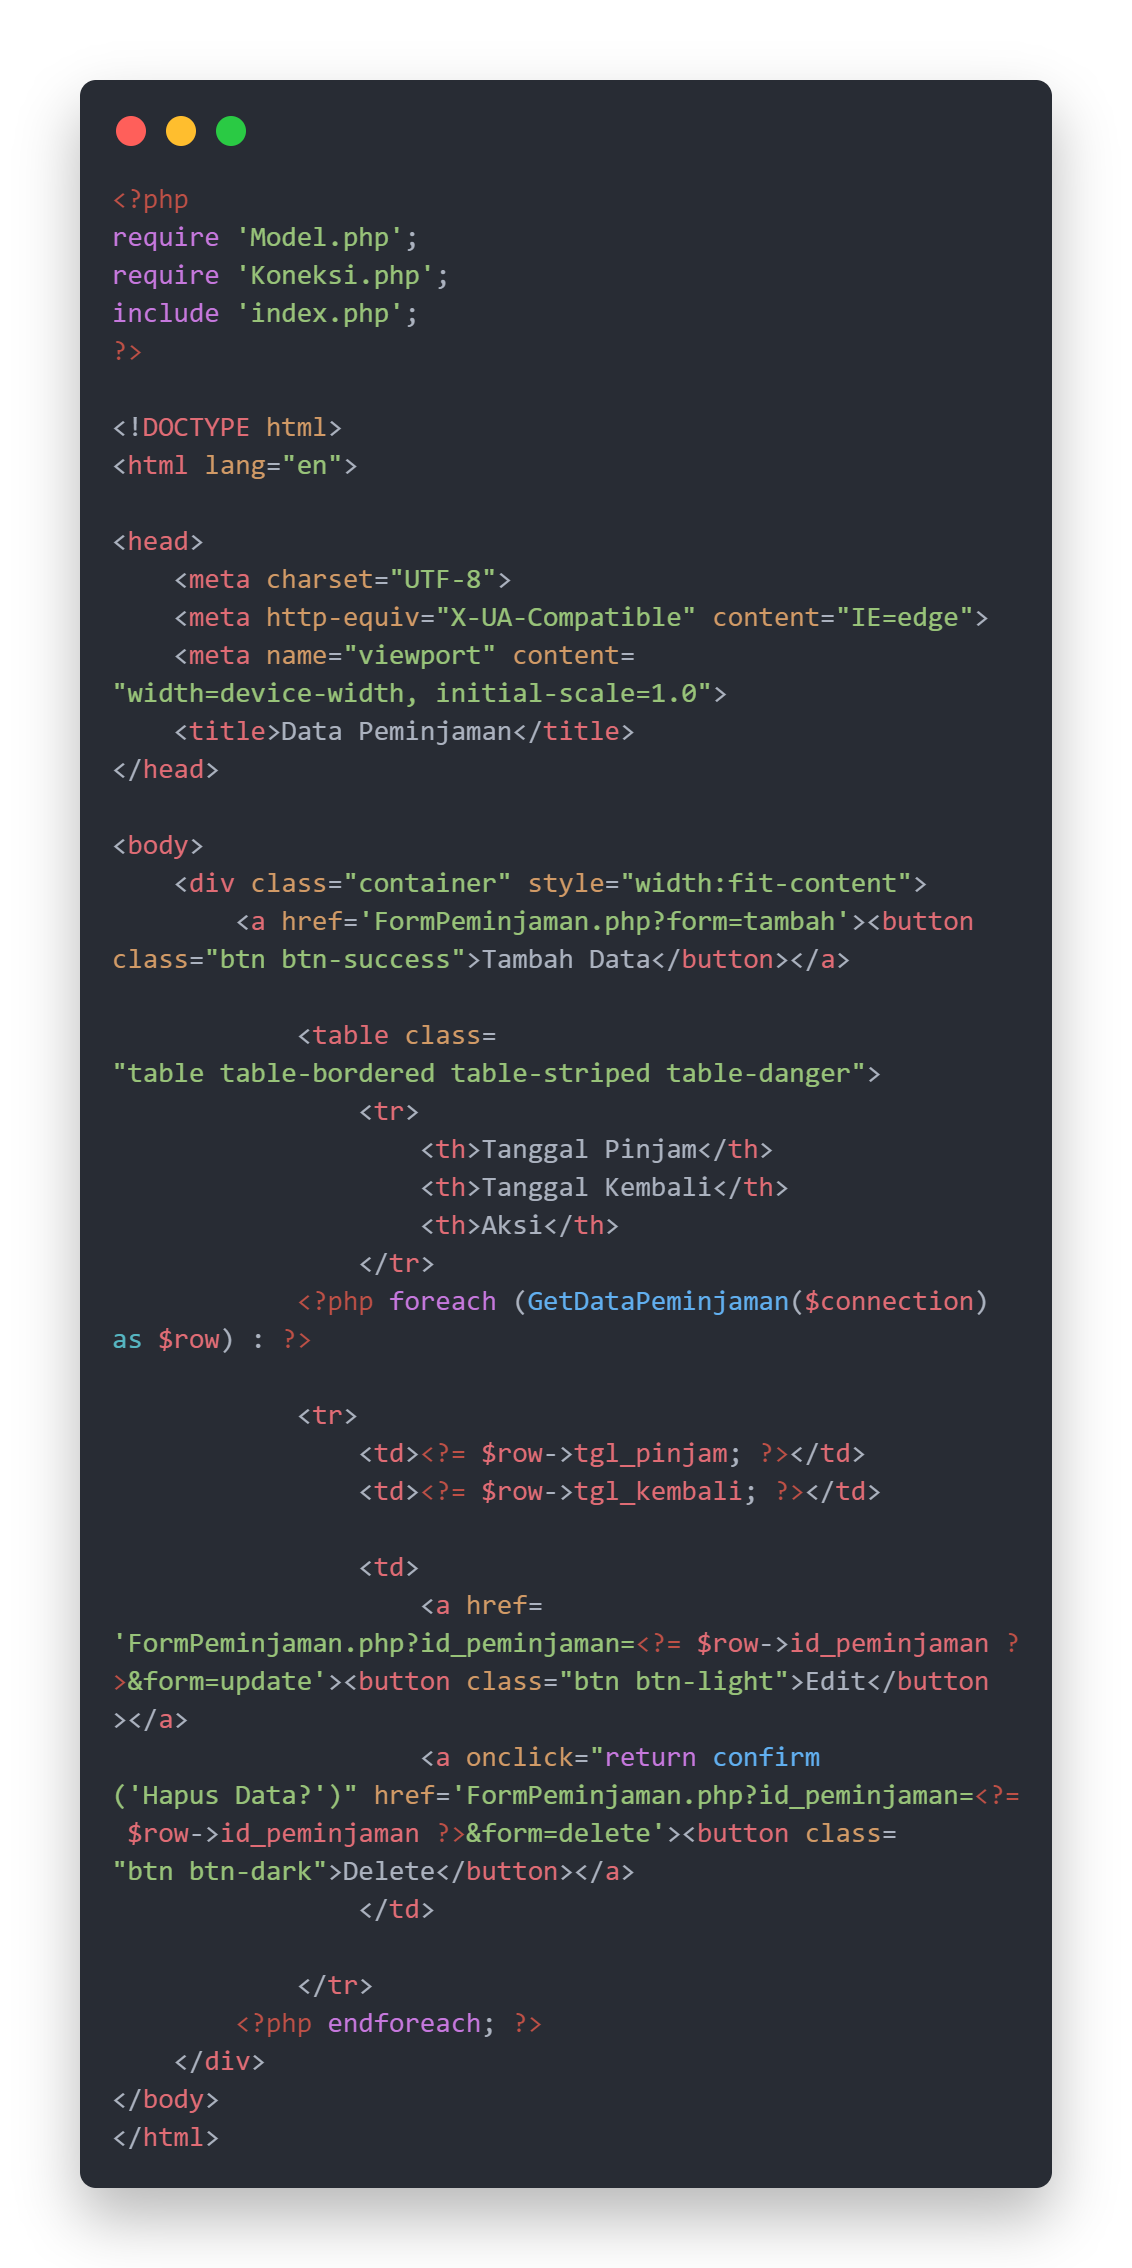 <?php
require 'Model.php';
require 'Koneksi.php';
include 'index.php';
?>

<!DOCTYPE html>
<html lang="en">

<head>
    <meta charset="UTF-8">
    <meta http-equiv="X-UA-Compatible" content="IE=edge">
    <meta name="viewport" content=
"width=device-width, initial-scale=1.0">
    <title>Data Peminjaman</title>
</head>

<body>
    <div class="container" style="width:fit-content">
        <a href='FormPeminjaman.php?form=tambah'><button
class="btn btn-success">Tambah Data</button></a>

            <table class=
"table table-bordered table-striped table-danger">
                <tr>
                    <th>Tanggal Pinjam</th>
                    <th>Tanggal Kembali</th>
                    <th>Aksi</th>
                </tr>
            <?php foreach (GetDataPeminjaman($connection)
as $row) : ?>

            <tr>
                <td><?= $row->tgl_pinjam; ?></td>
                <td><?= $row->tgl_kembali; ?></td>

                <td>
                    <a href=
'FormPeminjaman.php?id_peminjaman=<?= $row->id_peminjaman ?
>&form=update'><button class="btn btn-light">Edit</button
></a>
                    <a onclick="return confirm
('Hapus Data?')" href='FormPeminjaman.php?id_peminjaman=<?=
 $row->id_peminjaman ?>&form=delete'><button class=
"btn btn-dark">Delete</button></a>
                </td>

            </tr>
        <?php endforeach; ?>
    </div>
</body>
</html>